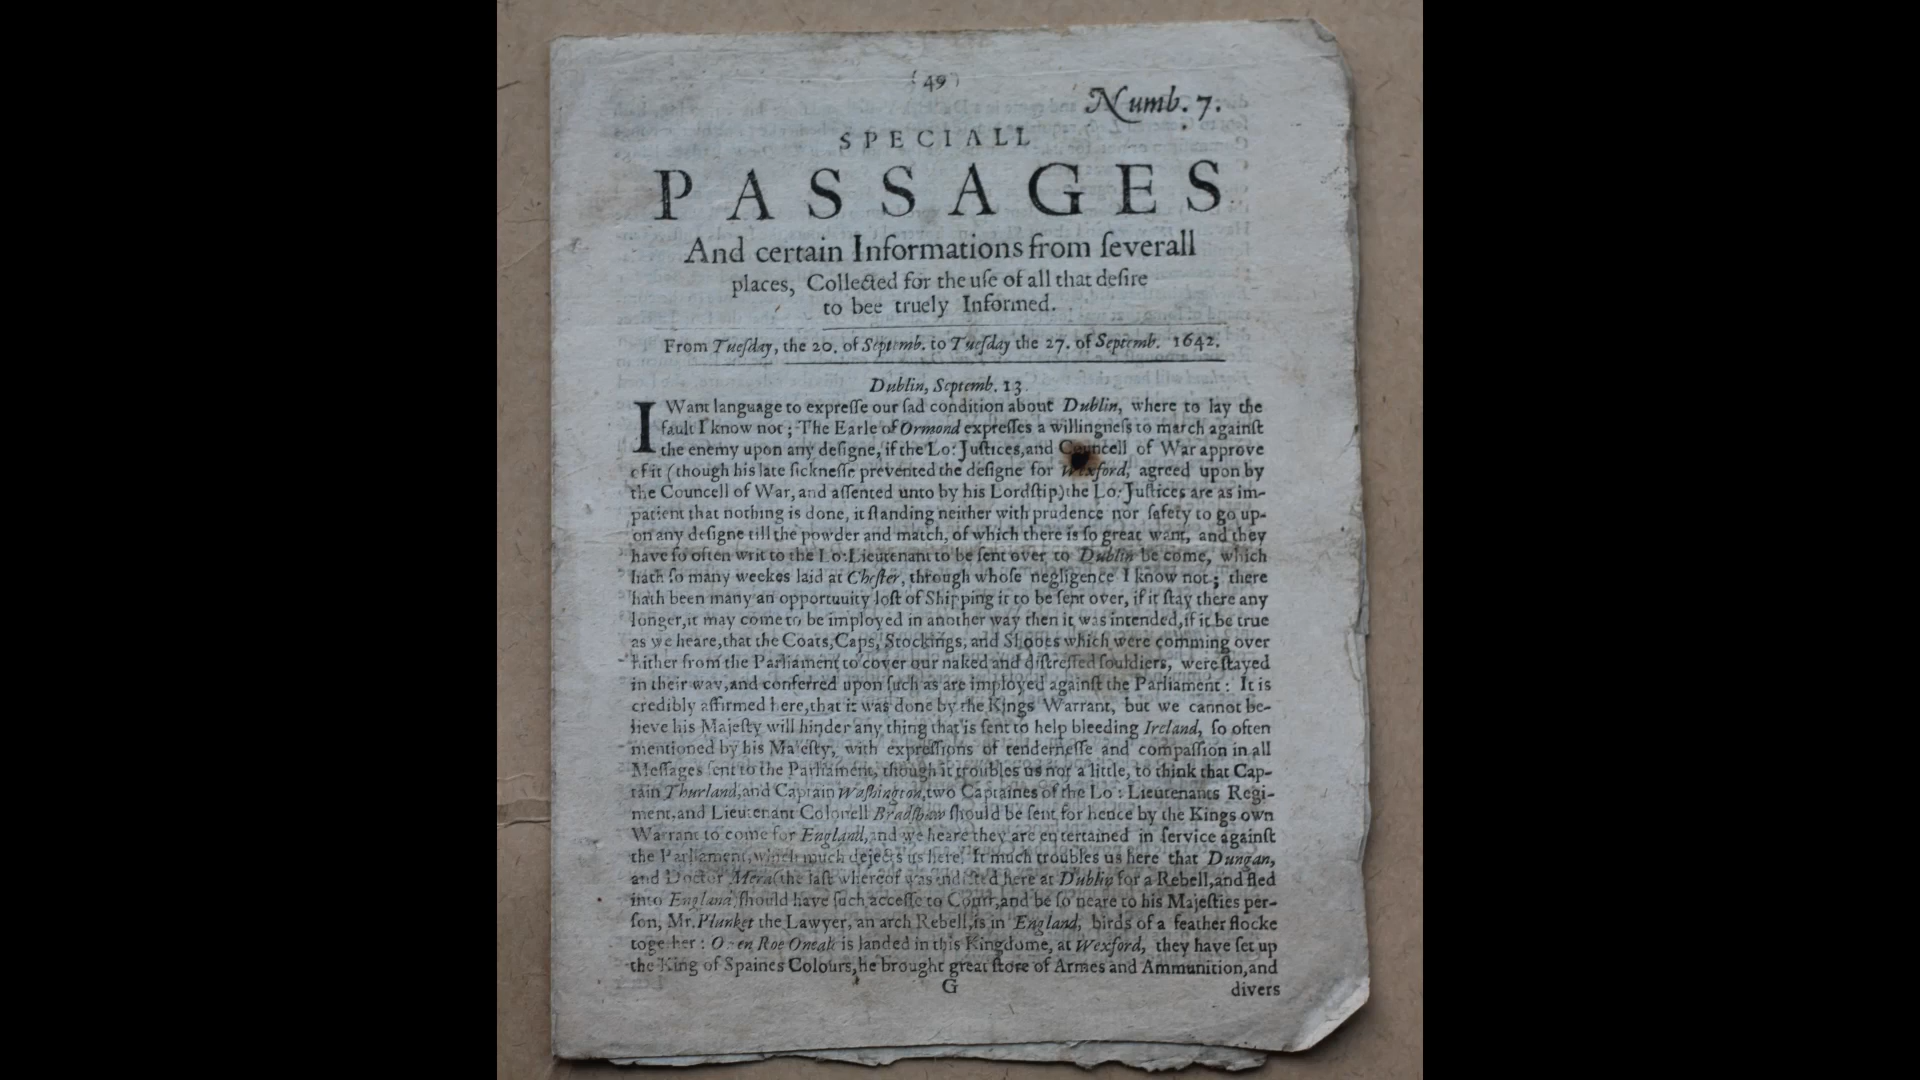 (49)
Numb. 7.
SPECIALL
PASSAGES
And certain Informations from ſeverall
places, Collected for the uſe of all that deſire
to bee truely Informed.
From Tueſday, the 20. of Septemb. to Tueſday the 27. of Septemb. 1642.
Dublin, Septemb. 13.
I Want language to expreſſe our ſad condition about Dublin, where to lay the
fault I know not; The Earle of Ormond expreſſes a willingneſs to march againſt
the enemy upon any deſigne, if the Lo: Juſtices, and Councell of War approve
of it (though his late ſickneſſe prevented the deſigne for Wexford, agreed upon by
the Councell of War, and aſſented unto by his Lordſhip) the Lo: Juſtices are as im-
patient that nothing is done, it ſtanding neither with prudence nor ſafety to go up-
on any deſigne till the powder and match, of which there is ſo great want, and they
have ſo often writ to the Lo: Lieutenant to be ſent over to Dublin be come, which
hath ſo many weekes laid at Cheſter, through whoſe negligence I know not; there
hath been many an opportuuity loſt of Shipping it to be ſent over, if it ſtay there any
longer, it may come to be imployed in another way then it was intended, if it be true
as we heare, that the Coats, Caps, Stockings, and Shooes which were comming over
hither from the Parliament to cover our naked and diſtreſſed ſouldiers, were ſtayed
in their way, and conferred upon ſuch as are imployed againſt the Parliament: It is
credibly affirmed here, that it was done by the Kings Warrant, but we cannot be-
lieve his Majeſty will hinder any thing that is ſent to help bleeding Ireland, ſo often
mentioned by his Majeſty, with expreſſions of tenderneſſe and compaſſion in all
Meſſages ſent to the Parliament, though it troubles us not a little, to think that Cap-
tain Thurland, and Captain Waſhington, two Captaines of the Lo: Lieutenants Regi-
ment, and Lieutenant Colonell Bradſhaw ſhould be ſent for hence by the Kings own
Warrant to come for England, and we heare they are entertained in ſervice againſt
the Parliament, which much dejects us here. It much troubles us here that Dungan,
and Doctor Mera (the laſt whereof was indicted here at Dublin for a Rebell, and fled
into England, ſhould have ſuch acceſſe to Court, and be ſo neare to his Majeſties per-
ſon, Mr. Plunket the Lawyer, an arch Rebell, is in England, birds of a feather flocke
together: Owen Roe Oneale is landed in this Kingdome, at Wexford, they have ſet up
the King of Spaines Colours, he brought great ſtore of Armes and Ammunition, and
G
divers